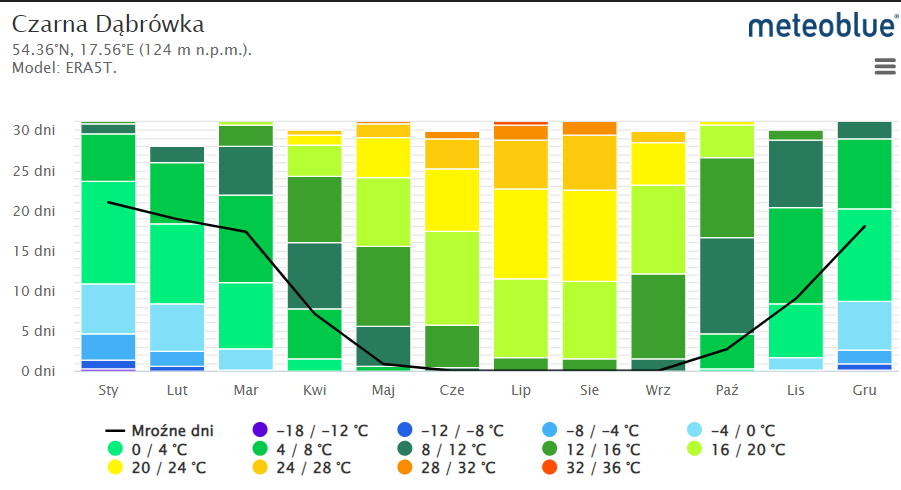 Czarna Dąbrówka
meteoblue®
54.36°N, 17.56°E (124 m n.p.m.).
Model: ERA5T.
30 dni
25 dni
20 dni
15 dni
10 dni
5 dni
0 dni
Sty Lut Mar Kwi Maj Cze Lip Sie Wrz Paź Lis Gru
Mroźne dni -18 / -12 °C -12 / -8 °C -8 / -4 °C -4 / 0 °C
0 / 4 °C 4 / 8 °C 8 / 12 °C 12 / 16 °C 16 / 20 °C
20 / 24 °C 24 / 28 °C 28 / 32 °C 32 / 36 °C